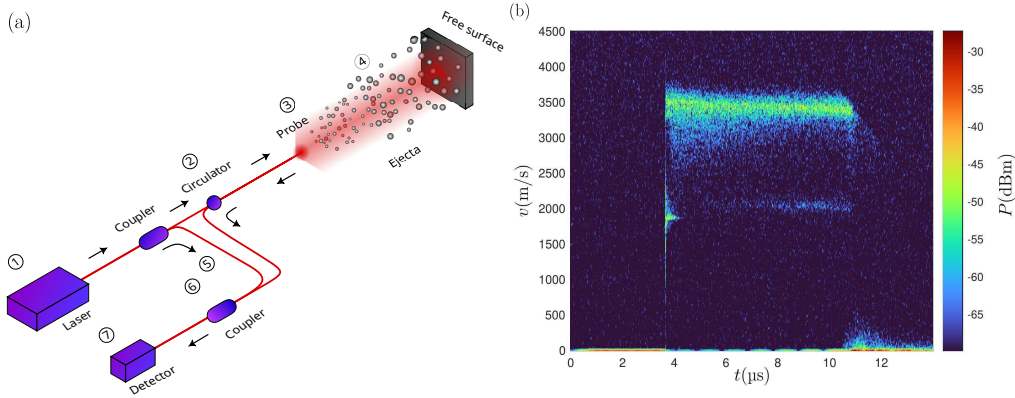 (a)
Free surface
④
③
Probe
Ejecta
②
Circulator
Coupler
①
⑤
⑥
Laser
⑦
Coupler
Detector
(b)
4500
4000
3500
3000
2500
2000
1500
1000
500
0
v(m/s)
0 2 4 6 8 10 12
t(µs)
-30
-35
-40
-45
-50
-55
-60
-65
P(dBm)